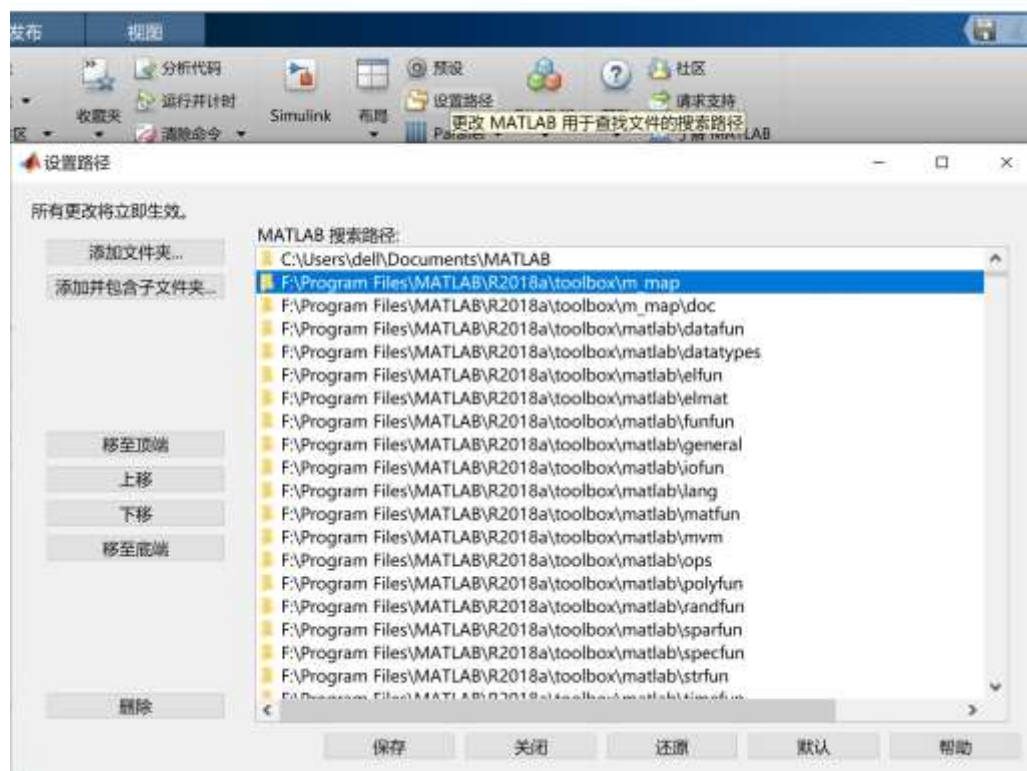 发布 视图
分析代码 预设 社区
收藏夹 运行并计时 Simulink 布局 设置路径 请求支持
区 清除命令
更改 MATLAB 用于查找文件的搜索路径
设置路径
所有更改将立即生效。
MATLAB 搜索路径:
添加文件夹...
添加并包含子文件夹...
移至顶端
上移
下移
移至底端
删除
C:\Users\dell\Documents\MATLAB
F:\Program Files\MATLAB\R2018a\toolbox\m_map
F:\Program Files\MATLAB\R2018a\toolbox\m_map\doc
F:\Program Files\MATLAB\R2018a\toolbox\matlab\datafun
F:\Program Files\MATLAB\R2018a\toolbox\matlab\datatypes
F:\Program Files\MATLAB\R2018a\toolbox\matlab\elfun
F:\Program Files\MATLAB\R2018a\toolbox\matlab\elmat
F:\Program Files\MATLAB\R2018a\toolbox\matlab\funfun
F:\Program Files\MATLAB\R2018a\toolbox\matlab\general
F:\Program Files\MATLAB\R2018a\toolbox\matlab\iofun
F:\Program Files\MATLAB\R2018a\toolbox\matlab\lang
F:\Program Files\MATLAB\R2018a\toolbox\matlab\matfun
F:\Program Files\MATLAB\R2018a\toolbox\matlab\mvm
F:\Program Files\MATLAB\R2018a\toolbox\matlab\ops
F:\Program Files\MATLAB\R2018a\toolbox\matlab\polyfun
F:\Program Files\MATLAB\R2018a\toolbox\matlab\randfun
F:\Program Files\MATLAB\R2018a\toolbox\matlab\sparfun
F:\Program Files\MATLAB\R2018a\toolbox\matlab\specfun
F:\Program Files\MATLAB\R2018a\toolbox\matlab\strfun
保存 关闭 还原 默认 帮助